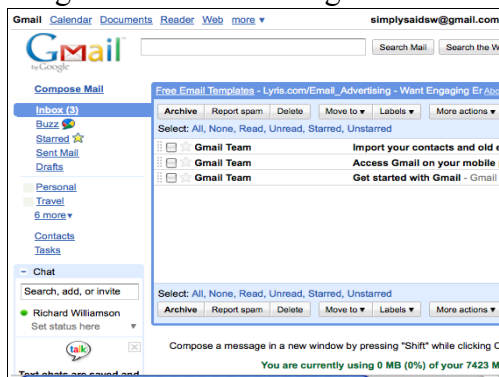 Gmail Calendar Documents Reader Web more ▼ simplysaidsw@gmail.com
Gmail Search Mail Search the W
by Google
Compose Mail
Free Email Templates - Lyris.com/Email_Advertising - Want Engaging Er Abo
Inbox (3)
Archive Report spam Delete Move to ▼ Labels ▼ More actions ▼
Buzz
Select: All, None, Read, Unread, Starred, Unstarred
Starred
Gmail Team Import your contacts and old e
Sent Mail
Gmail Team Access Gmail on your mobile
Drafts
Gmail Team Get started with Gmail - Gmail
Personal
Travel
6 more ▼
Contacts
Tasks
– Chat
Search, add, or invite
Select: All, None, Read, Unread, Starred, Unstarred
Richard Williamson
Archive Report spam Delete Move to ▼ Labels ▼ More actions ▼
Set status here ▼
talk
Compose a message in a new window by pressing "Shift" while clicking C
You are currently using 0 MB (0%) of your 7423 M
Text chats are saved and